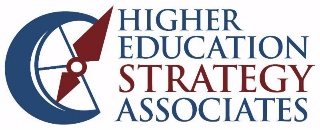 HIGHER
EDUCATION
STRATEGY
ASSOCIATES